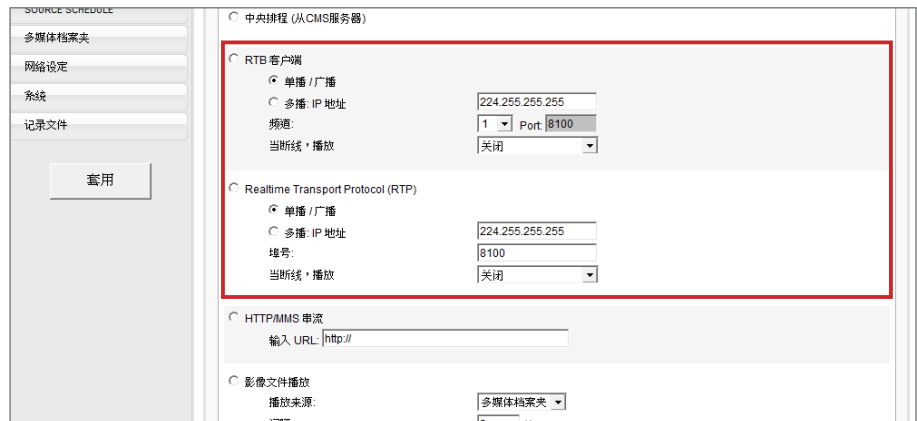 SOURCE SCHEDULE
多媒体档案夹
网络设定
系统
记录文件
套用
中央排程 (从CMS服务器)
RTB 客户端
单播 / 广播
多播: IP 地址 224.255.255.255
频道: 1 Port: 8100
当断线，播放 关闭
Realtime Transport Protocol (RTP)
单播 / 广播
多播: IP 地址 224.255.255.255
埠号: 8100
当断线，播放 关闭
HTTP/MMS 串流
输入 URL: http://
影像文件播放
播放来源: 多媒体档案夹